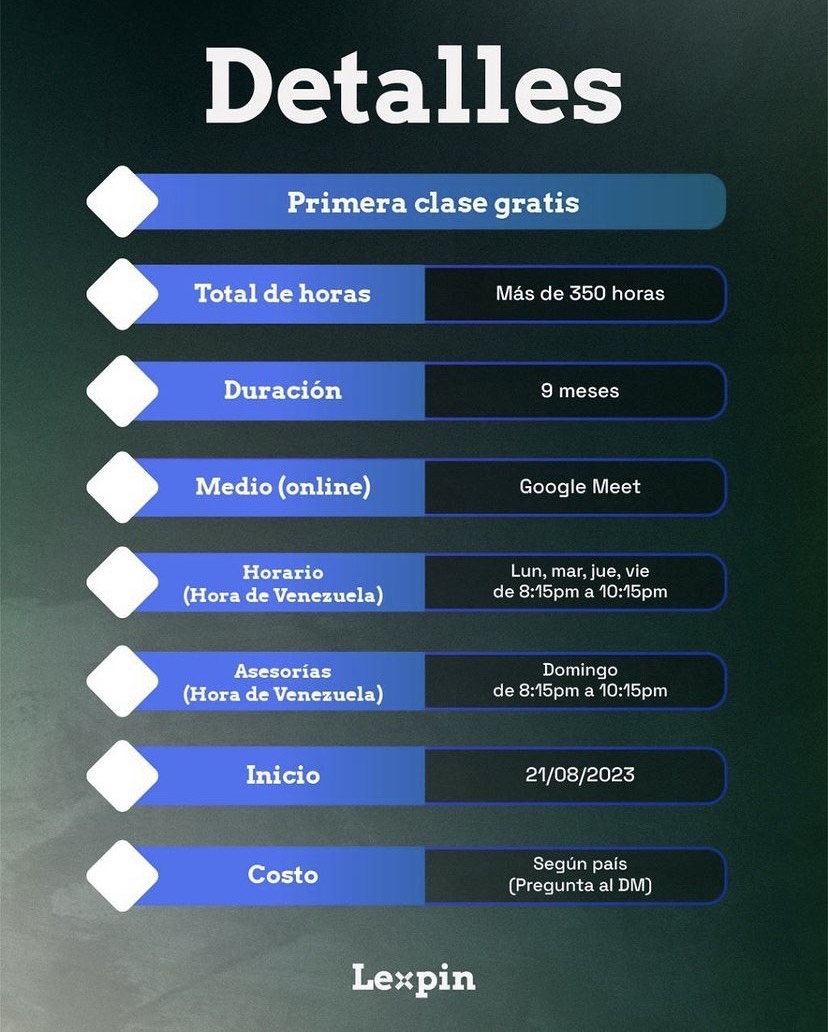 Detalles
Primera clase gratis
Total de horas
Más de 350 horas
Duración
9 meses
Medio (online)
Google Meet
Horario
(Hora de Venezuela)
Lun, mar, jue, vie
de 8:15pm a 10:15pm
Asesorías
(Hora de Venezuela)
Domingo
de 8:15pm a 10:15pm
Inicio
21/08/2023
Costo
Según país
(Pregunta al DM)
Lexpin